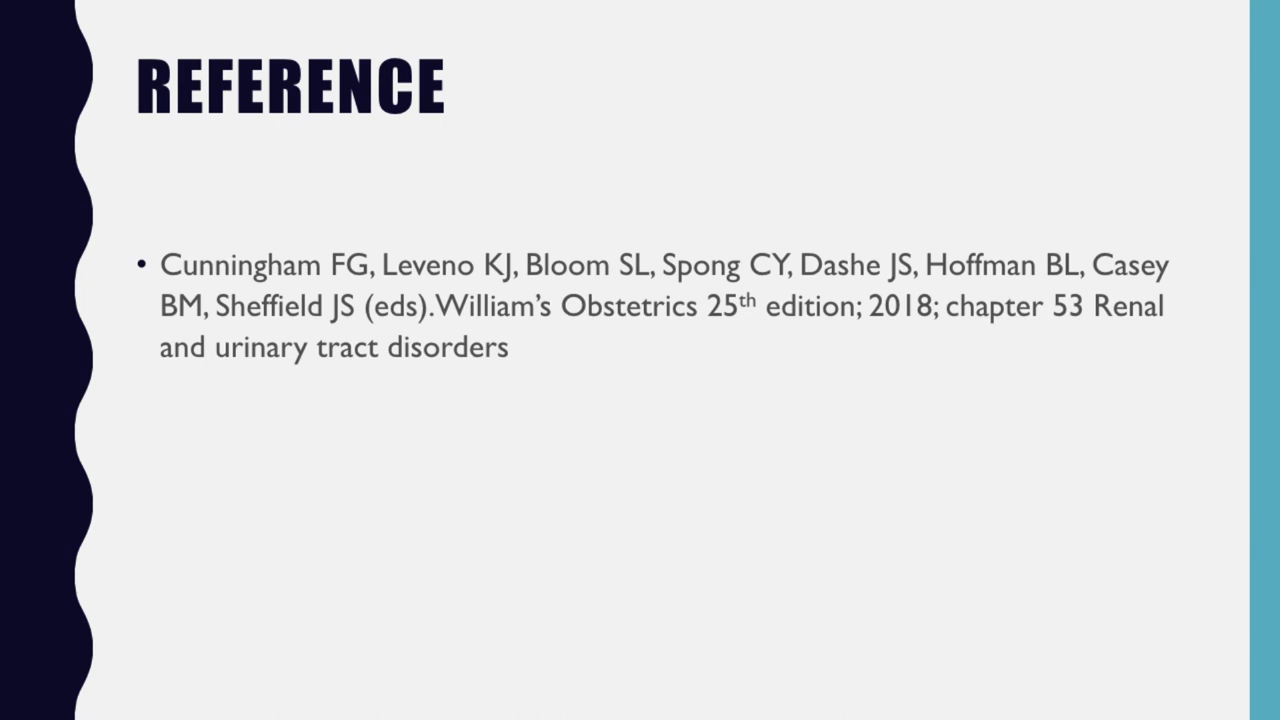 REFERENCE
• Cunningham FG, Leveno KJ, Bloom SL, Spong CY, Dashe JS, Hoffman BL, Casey
BM, Sheffield JS (eds).William’s Obstetrics 25th edition; 2018; chapter 53 Renal
and urinary tract disorders